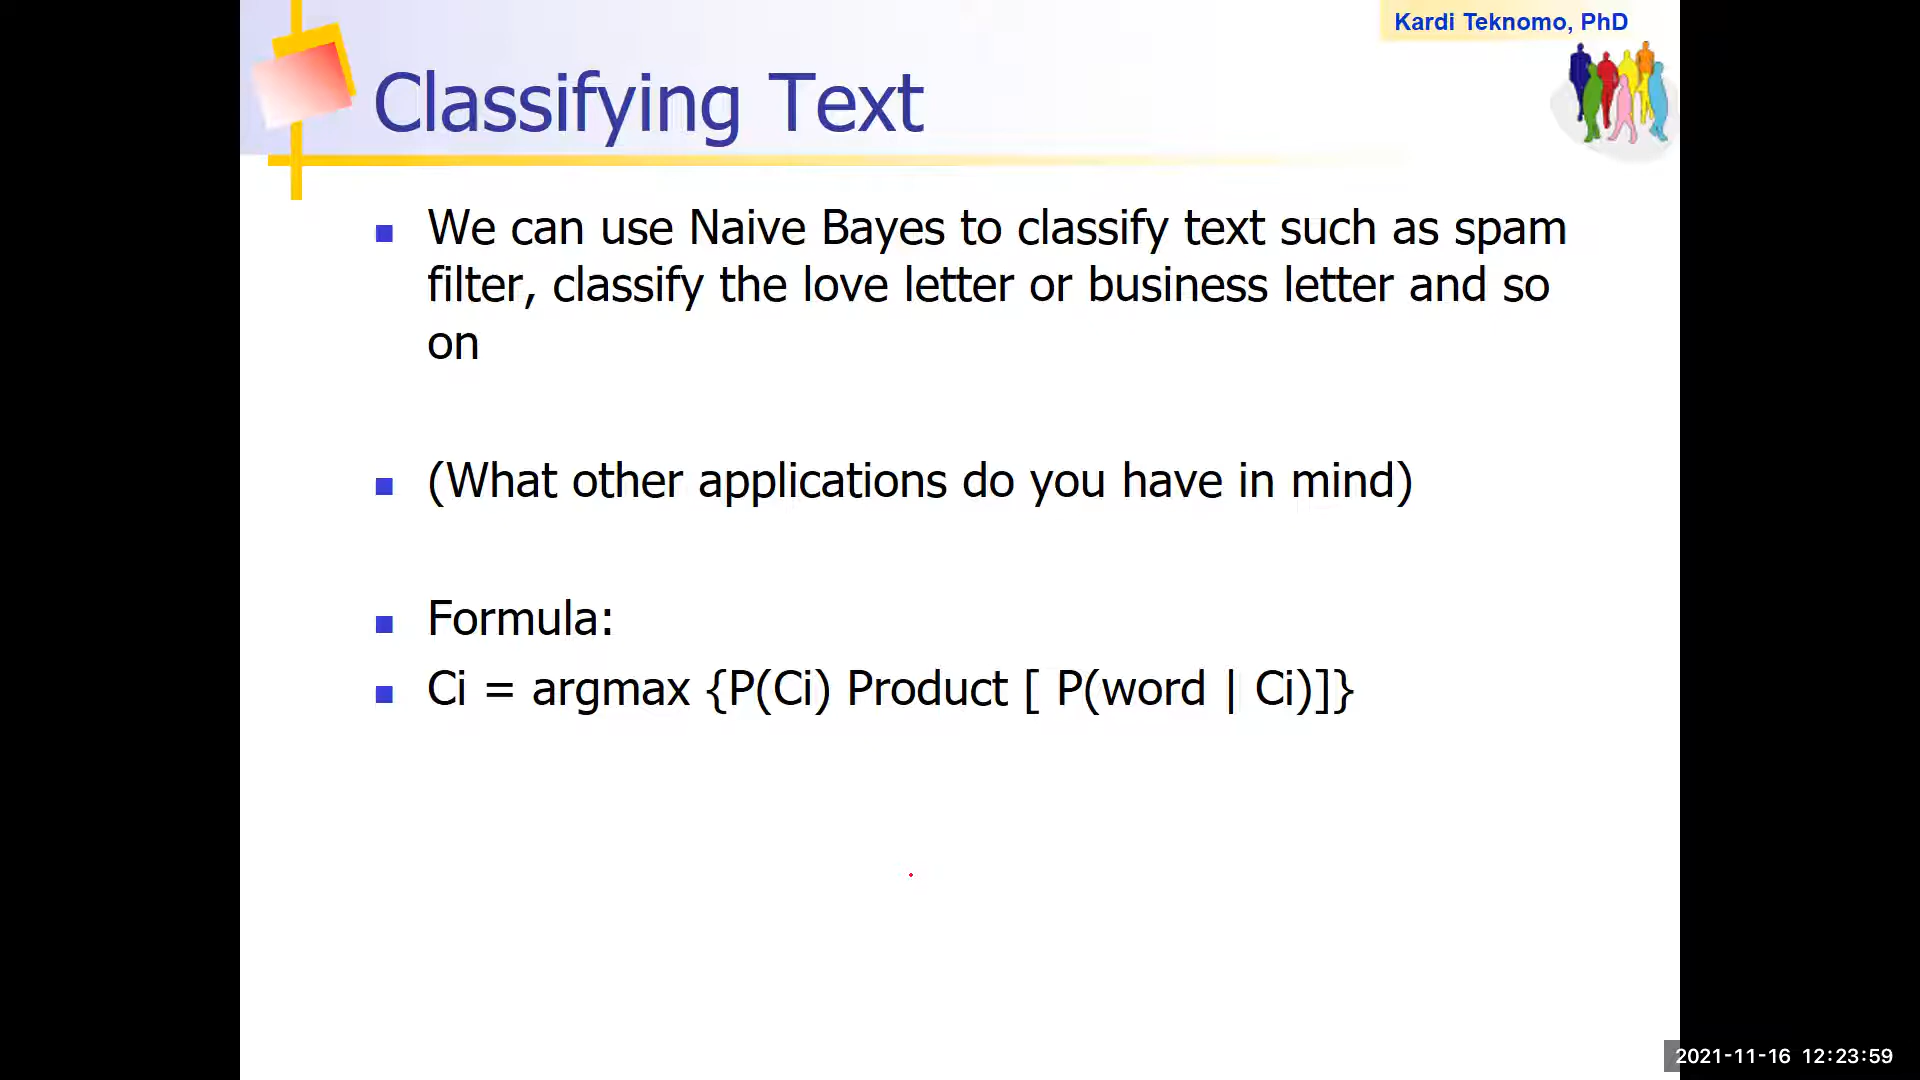 Kardi Teknomo, PhD
Classifying Text
We can use Naive Bayes to classify text such as spam
filter, classify the love letter or business letter and so
on
(What other applications do you have in mind)
Formula:
Ci = argmax {P(Ci) Product [ P(word | Ci)]}
2021-11-16 12:23:59